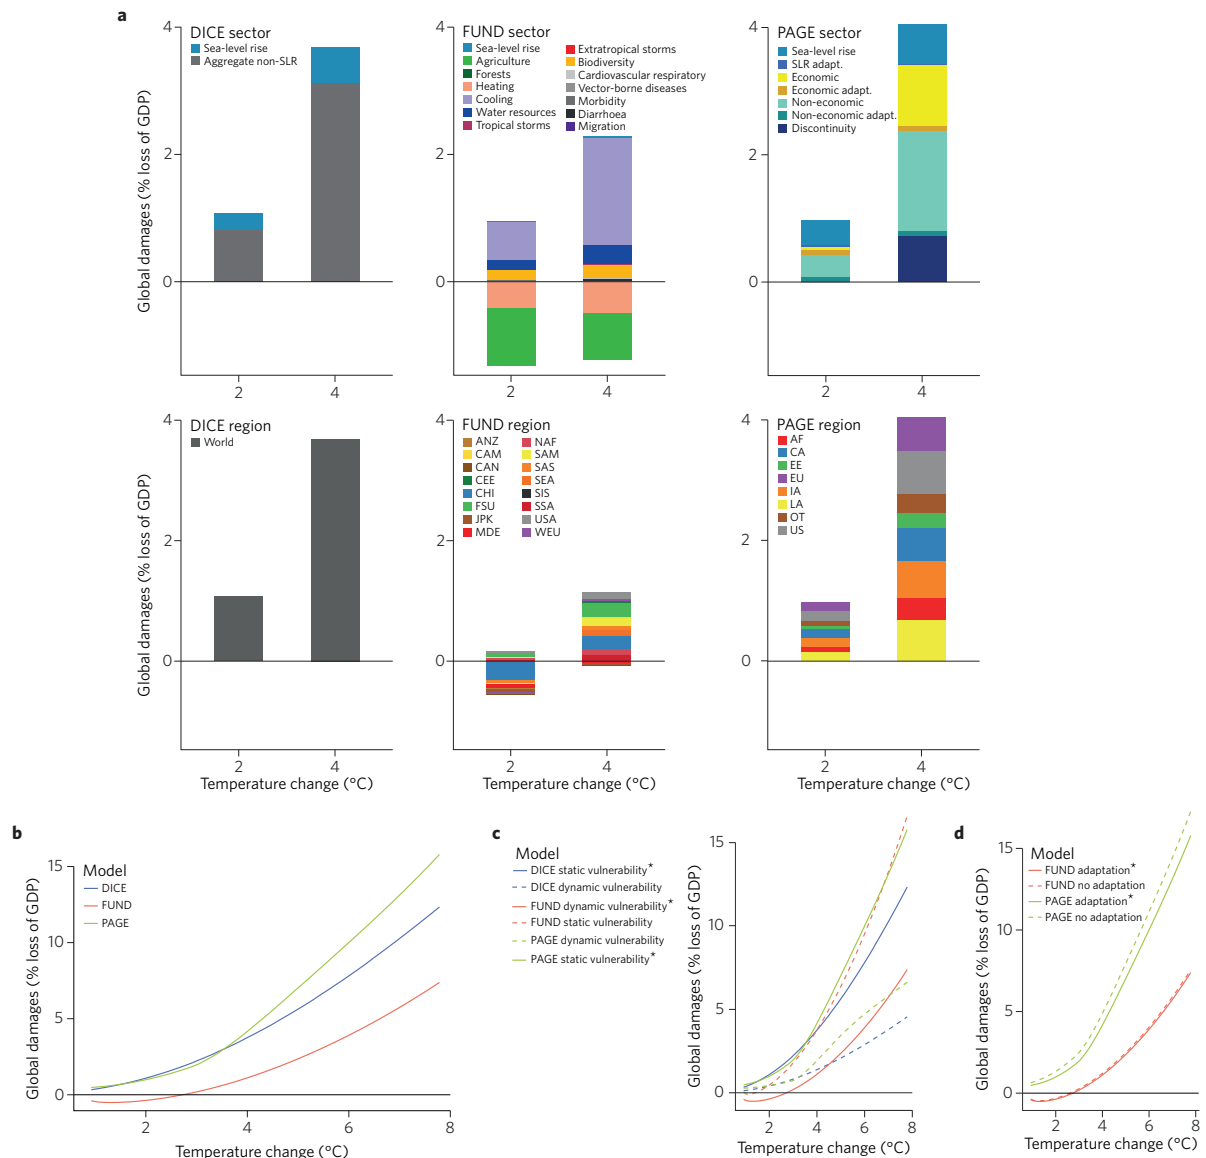 a
DICE sector
Sea-level rise
Aggregate non-SLR
FUND sector
Sea-level rise
Agriculture
Forests
Heating
Cooling
Water resources
Tropical storms
Extratropical storms
Biodiversity
Cardiovascular respiratory
Vector-borne diseases
Morbidity
Diarrhoea
Migration
PAGE sector
Sea-level rise
SLR adapt.
Economic
Economic adapt.
Non-economic
Non-economic adapt.
Discontinuity
Global damages (% loss of GDP)
4
2
0
2
4
4
2
0
2
4
4
2
0
2
4
DICE region
World
FUND region
ANZ
CAM
CAN
CEE
CHI
FSU
JPK
MDE
NAF
SAM
SAS
SEA
SIS
SSA
USA
WEU
PAGE region
AF
CA
EE
EU
IA
LA
OT
US
Global damages (% loss of GDP)
4
2
0
2
4
Temperature change (°C)
4
2
0
2
4
Temperature change (°C)
4
2
0
2
4
Temperature change (°C)
b
Model
DICE
FUND
PAGE
Global damages (% loss of GDP)
15
10
5
0
2
4
6
8
Temperature change (°C)
c
Model
DICE static vulnerability*
DICE dynamic vulnerability
FUND dynamic vulnerability*
FUND static vulnerability
PAGE dynamic vulnerability
PAGE static vulnerability*
Global damages (% loss of GDP)
15
10
5
0
2
4
6
8
Temperature change (°C)
d
Model
FUND adaptation*
FUND no adaptation
PAGE adaptation*
PAGE no adaptation
Global damages (% loss of GDP)
15
10
5
0
2
4
6
8
Temperature change (°C)